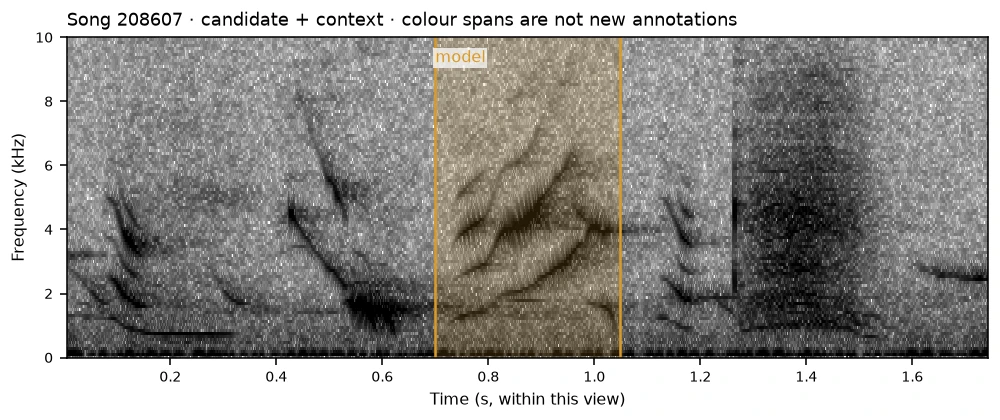 Song 208607 · candidate + context · colour spans are not new annotations
model
10
8
6
4
2
0
Frequency (kHz)
0.2 0.4 0.6 0.8 1.0 1.2 1.4 1.6
Time (s, within this view)